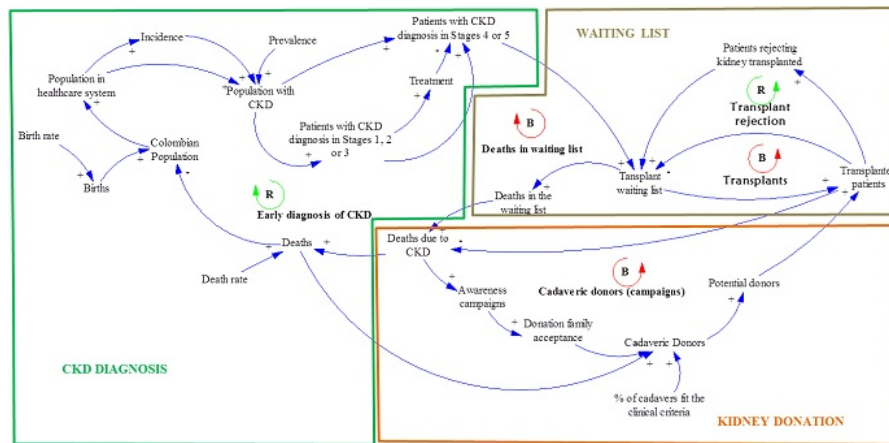 Patients with CKD
diagnosis in Stages 4 or 5
WAITING LIST
Incidence
Prevalence
Patients rejecting
kidney transplanted
Population in
healthcare system
"Population with
CKD
Treatment
R
Transplant
rejection
Birth rate
Colombian
Population
Patients with CKD
diagnosis in Stages 1, 2
or 3
B
Deaths in waiting list
B
Transplants
Tansplant
waiting list
Transplante
patients
Births
R
Early diagnosis of CKD
Deaths in the
waiting list
Deaths
Deaths due to
CKD
Death rate
B
Cadaveric donors (campaigns)
Awareness
campaigns
Potential donors
Donation family
acceptance
Cadaveric Donors
CKD DIAGNOSIS
% of cadavers fit the
clinical criteria
KIDNEY DONATION